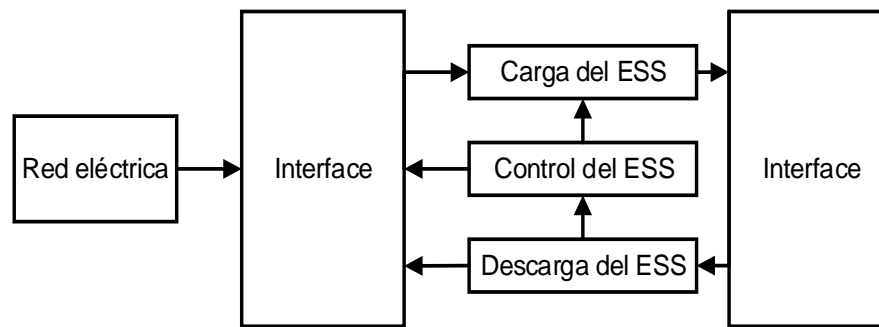 Carga del ESS
Red eléctrica
Interface
Control del ESS
Interface
Descarga del ESS